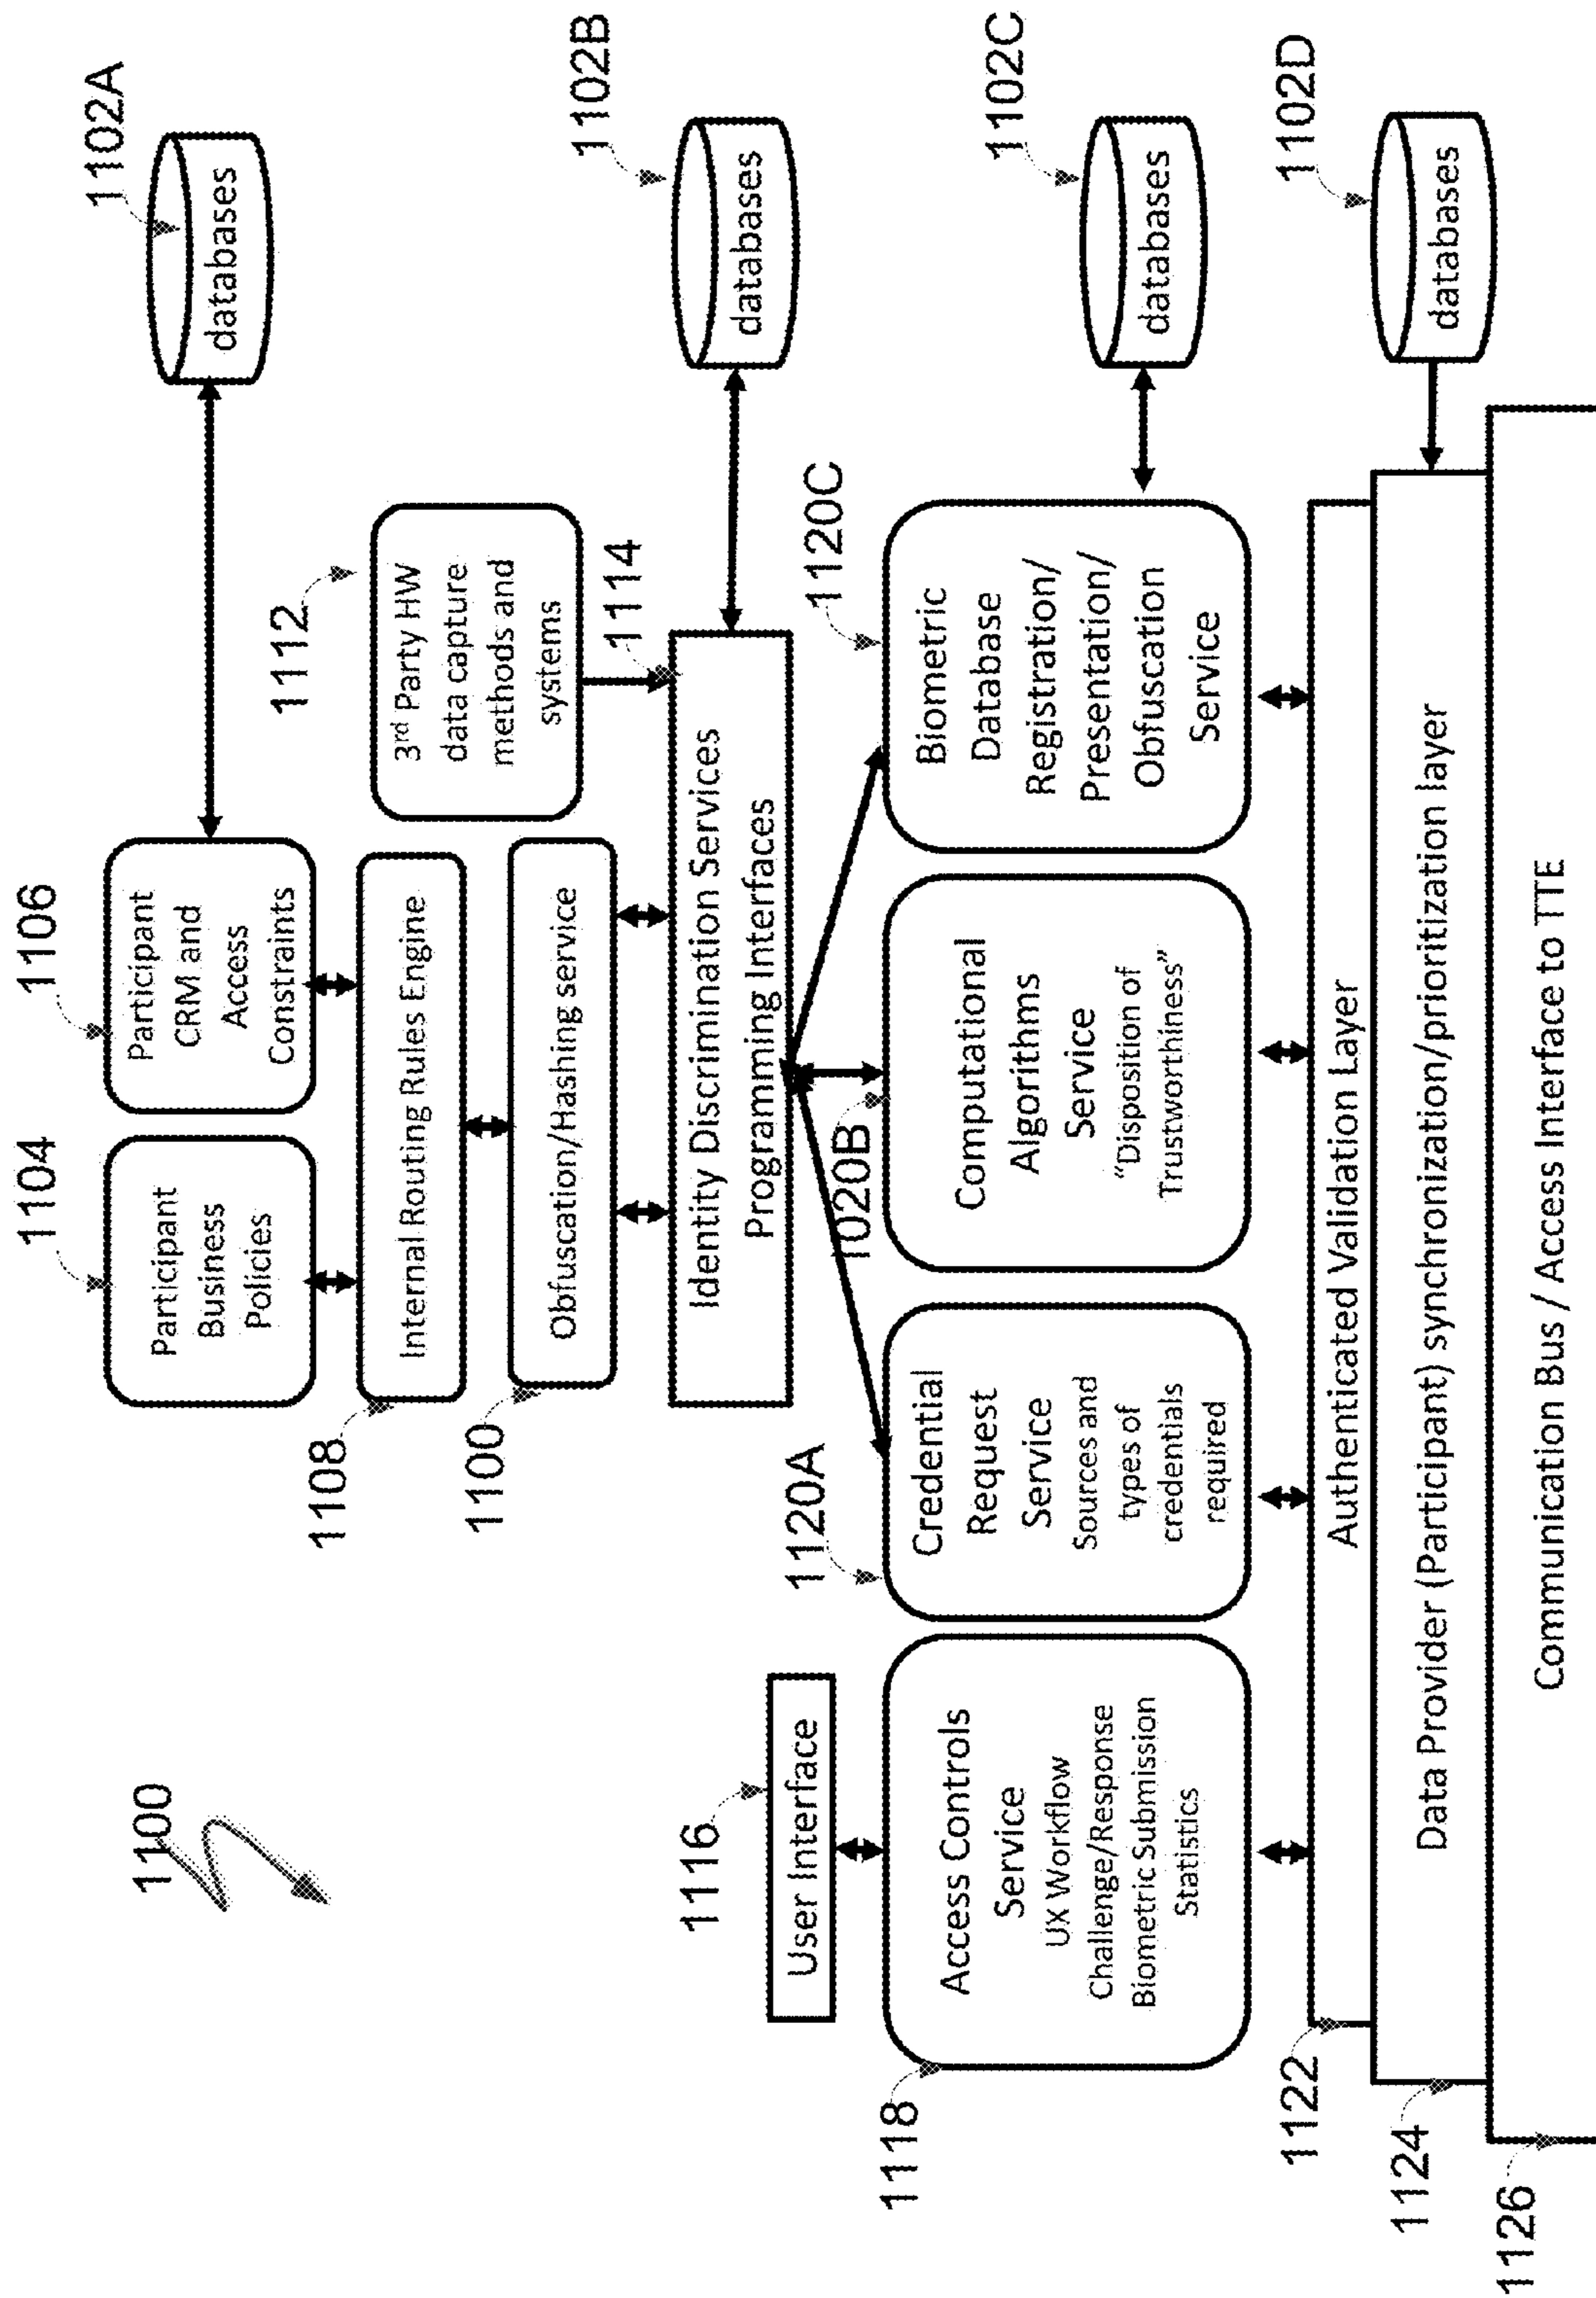 1100
1104
1106
1102A
Participant
Business
Policies
Participant
CRM and
Access
Constraints
databases
1108
Internal Routing Rules Engine
1112
3rd Party HW
data capture
methods and
systems
1100
Obfuscation/Hashing service
1114
1102B
Identity Discrimination Services
Programming Interfaces
databases
1116
User Interface
1118
Access Controls
Service
UX Workflow
Challenge/Response
Biometric Submission
Statistics
1120A
Credential
Request
Service
Sources and
types of
credentials
required
1020B
Computational
Algorithms
Service
“Disposition of
Trustworthiness”
1120C
Biometric
Database
Registration/
Presentation/
Obfuscation
Service
1102C
databases
1122
Authenticated Validation Layer
1102D
databases
1124
Data Provider (Participant) synchronization/prioritization layer
1126
Communication Bus / Access Interface to TTE